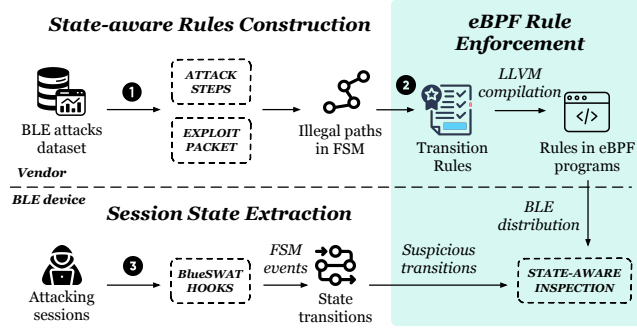 State-aware Rules Construction
eBPF Rule
Enforcement
1
ATTACK
STEPS
EXPLOIT
PACKET
BLE attacks
dataset
Illegal paths
in FSM
2
Transition
Rules
LLVM
compilation
</>
Rules in eBPF
programs
Vendor
BLE device
Session State Extraction
BLE
distribution
3
Attacking
sessions
BlueSWAT
HOOKS
FSM
events
State
transitions
Suspicious
transitions
STATE-AWARE
INSPECTION